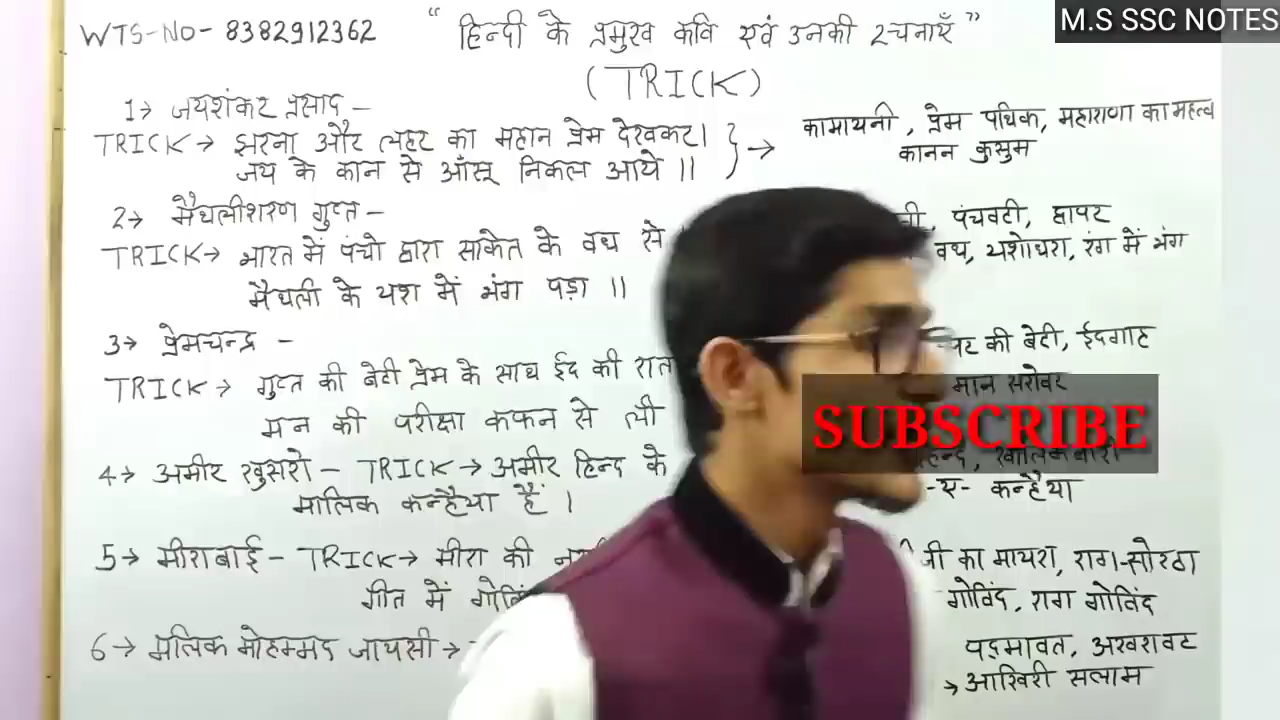 M.S SSC NOTES
WTS-No- 8382912362 “ हिन्दी के प्रमुख कवि एवं उनकी रचनाएँ ”
(TRICK)
1→ जयशंकर प्रसाद –
TRICK → झरना और लहर का महान प्रेम देखकर। } → कामायनी, प्रेम पथिक, महाराणा का महत्व
जय के कान से आँसू निकल आये ॥ कानन कुसुम
2→ मैथलीशरण गुप्त –
पंचवटी, द्वापर
TRICK→ भारत में पंचो द्वारा साकेत के वध से वध, यशोधरा, रंग में भंग
मैथली के यश में भंग पड़ा ॥
3→ प्रेमचन्द्र –
की बेटी, ईदगाह
TRICK→ गुप्त की बेटी प्रेम के साथ ईद की रात
मान सरोवर
मन की परीक्षा कफन से ली
SUBSCRIBE
4→ अमीर खुसरो – TRICK → अमीर हिन्द के
मालिक कन्हैया हैं । -ए- कन्हैया
5→ मीराबाई – TRICK→ मीरा की जी का मायरा, राग-सोरठा
गीत में गोविंद, राग गोविंद
6→ मलिक मोहम्मद जायसी → पद्मावत, अखरावट
→ आखिरी सलाम